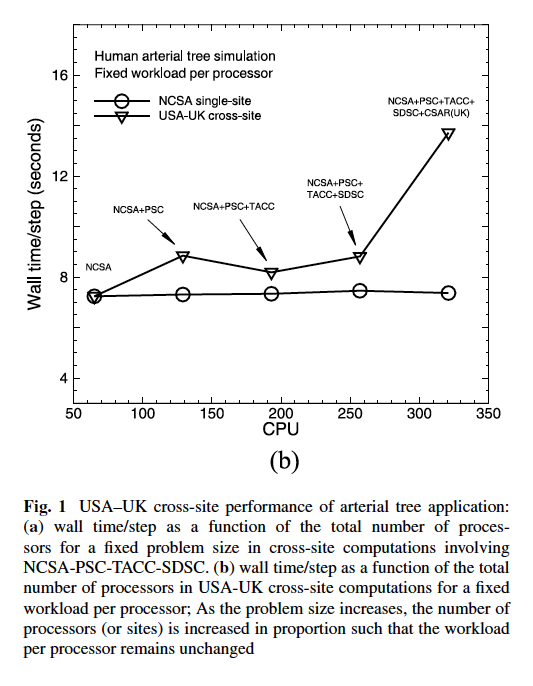 Human arterial tree simulation
Fixed workload per processor
NCSA single-site
USA-UK cross-site
NCSA+PSC+TACC+
SDSC+CSAR(UK)
NCSA+PSC+
TACC+SDSC
NCSA+PSC
NCSA+PSC+TACC
NCSA
Wall time/step (seconds)
16
12
8
4
50
100
150
200
250
300
350
CPU
(b)
Fig. 1 USA–UK cross-site performance of arterial tree application:
(a) wall time/step as a function of the total number of proces-
sors for a fixed problem size in cross-site computations involving
NCSA-PSC-TACC-SDSC. (b) wall time/step as a function of the total
number of processors in USA-UK cross-site computations for a fixed
workload per processor; As the problem size increases, the number of
processors (or sites) is increased in proportion such that the workload
per processor remains unchanged